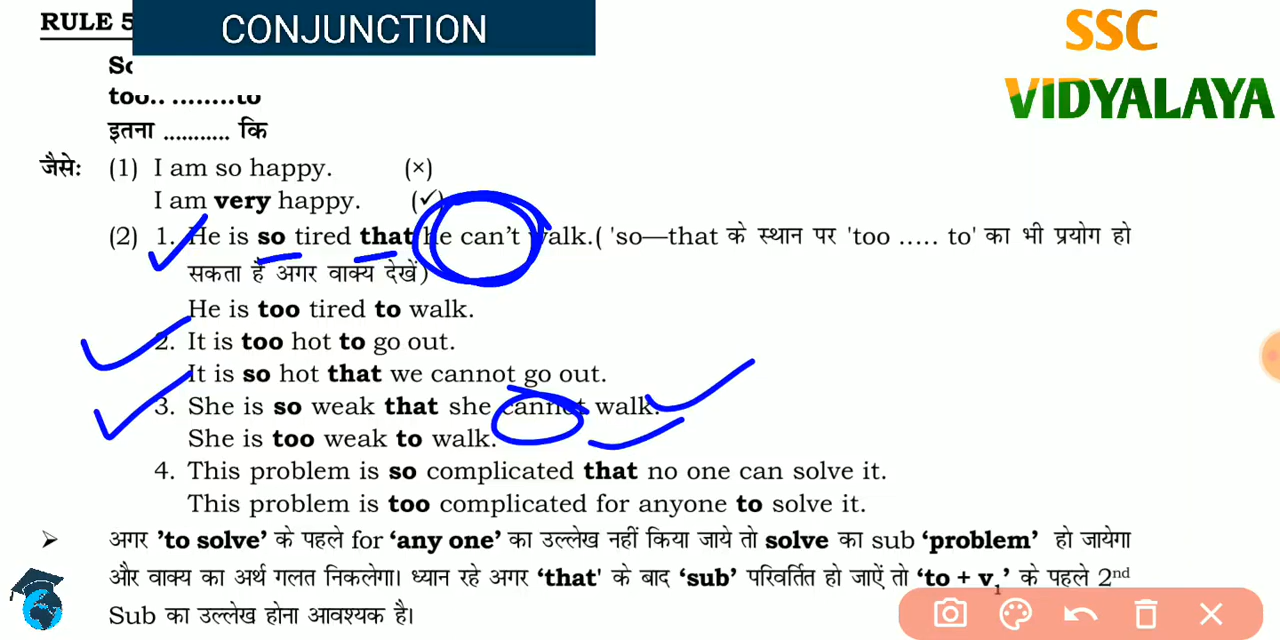 RULE 5
CONJUNCTION
SSC
VIDYALAYA
So
too.. ........to
इतना ........... कि
जैसेः (1) I am so happy. (×)
I am very happy. (✓)
(2) 1. He is so tired that he can't walk.( 'so—that के स्थान पर 'too ..... to' का भी प्रयोग हो
सकता है अगर वाक्य देखें)
He is too tired to walk.
2. It is too hot to go out.
It is so hot that we cannot go out.
3. She is so weak that she cannot walk.
She is too weak to walk.
4. This problem is so complicated that no one can solve it.
This problem is too complicated for anyone to solve it.
➢ अगर 'to solve' के पहले for 'any one' का उल्लेख नहीं किया जाये तो solve का sub 'problem' हो जायेगा
और वाक्य का अर्थ गलत निकलेगा। ध्यान रहे अगर 'that' के बाद 'sub' परिवर्तित हो जाऐं तो 'to + v₁' के पहले 2nd
Sub का उल्लेख होना आवश्यक है।